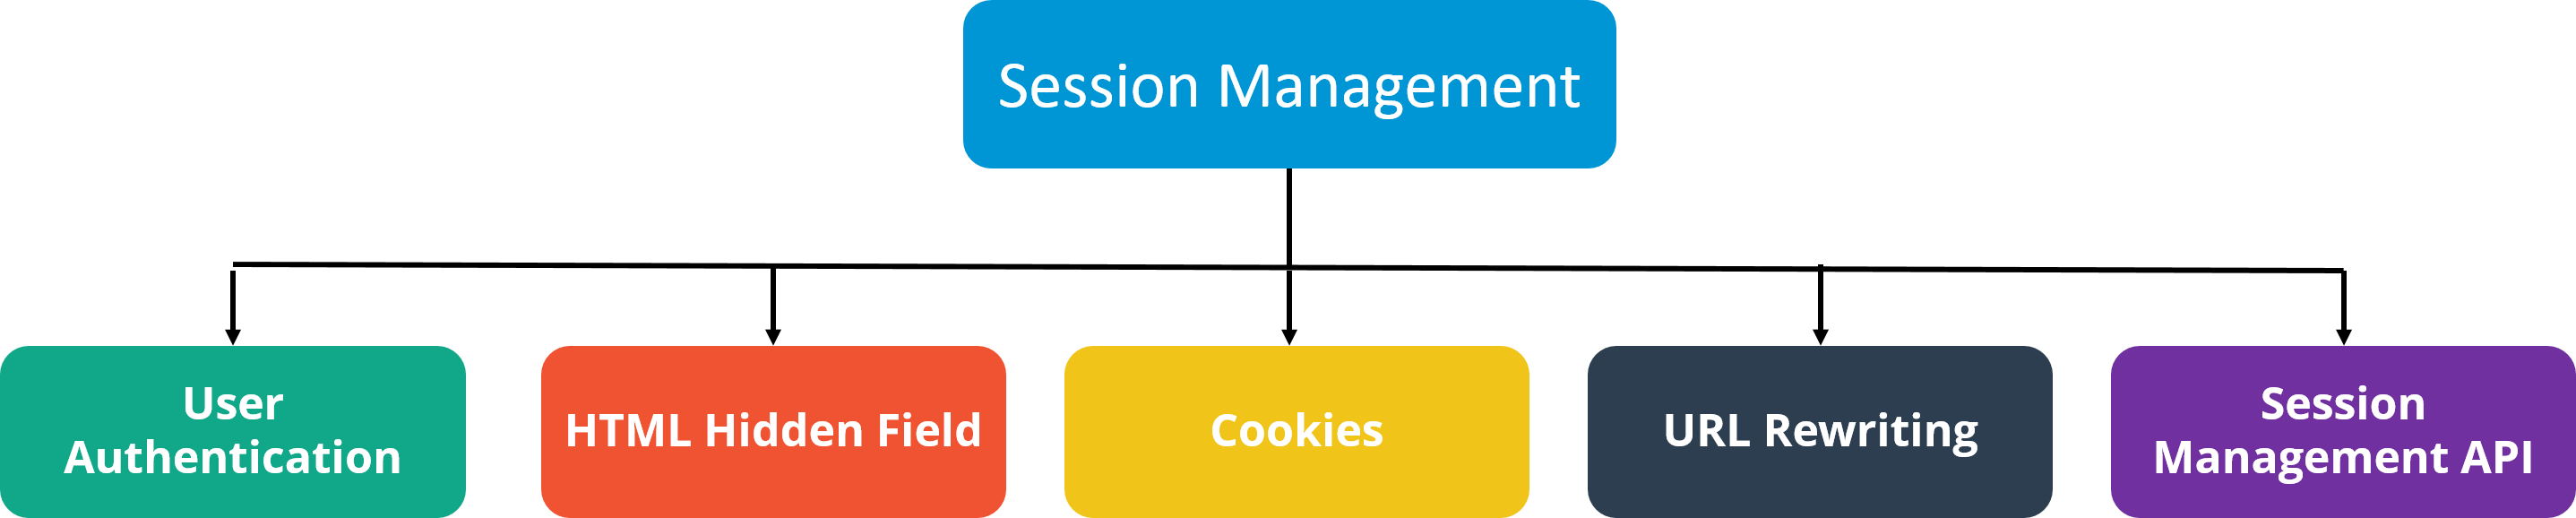 Session Management
User
Authentication
HTML Hidden Field
Cookies
URL Rewriting
Session
Management API